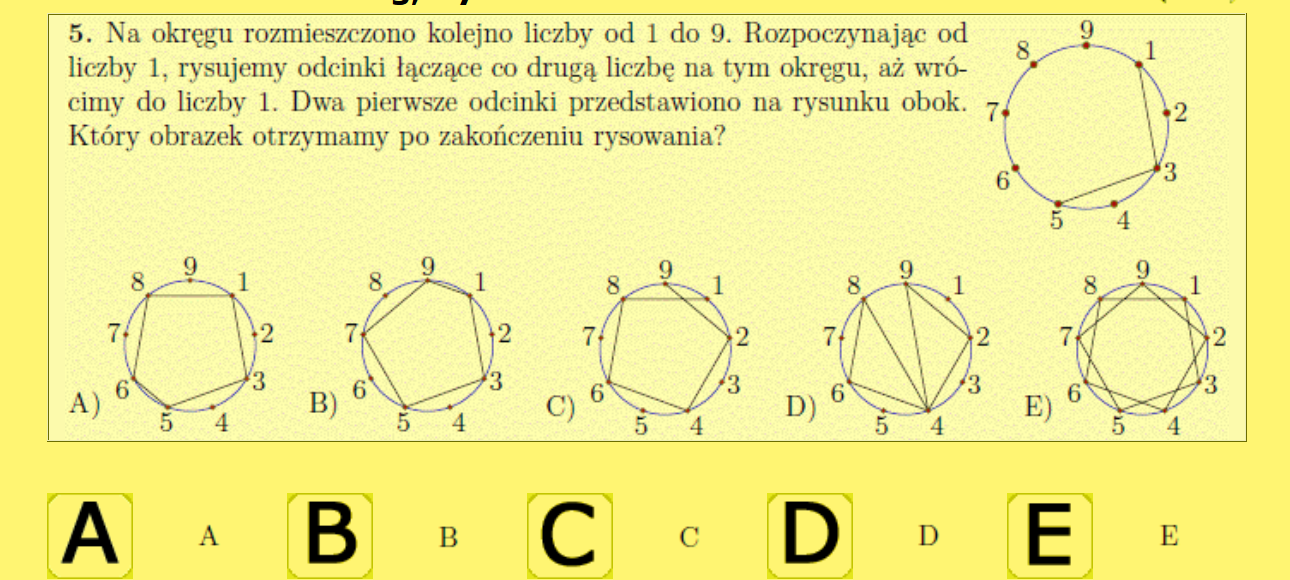 5. Na okręgu rozmieszczono kolejno liczby od 1 do 9. Rozpoczynając od
liczby 1, rysujemy odcinki łączące co drugą liczbę na tym okręgu, aż wró-
cimy do liczby 1. Dwa pierwsze odcinki przedstawiono na rysunku obok.
Który obrazek otrzymamy po zakończeniu rysowania?
9
8 1
7 2
6 3
5 4
9 9 9 9 9
8 1 8 1 8 1 8 1 8 1
7 2 7 2 7 2 7 2 7 2
6 3 6 3 6 3 6 3 6 3
A) B) C) D) E)
5 4 5 4 5 4 5 4 5 4
A A B B C C D D E E